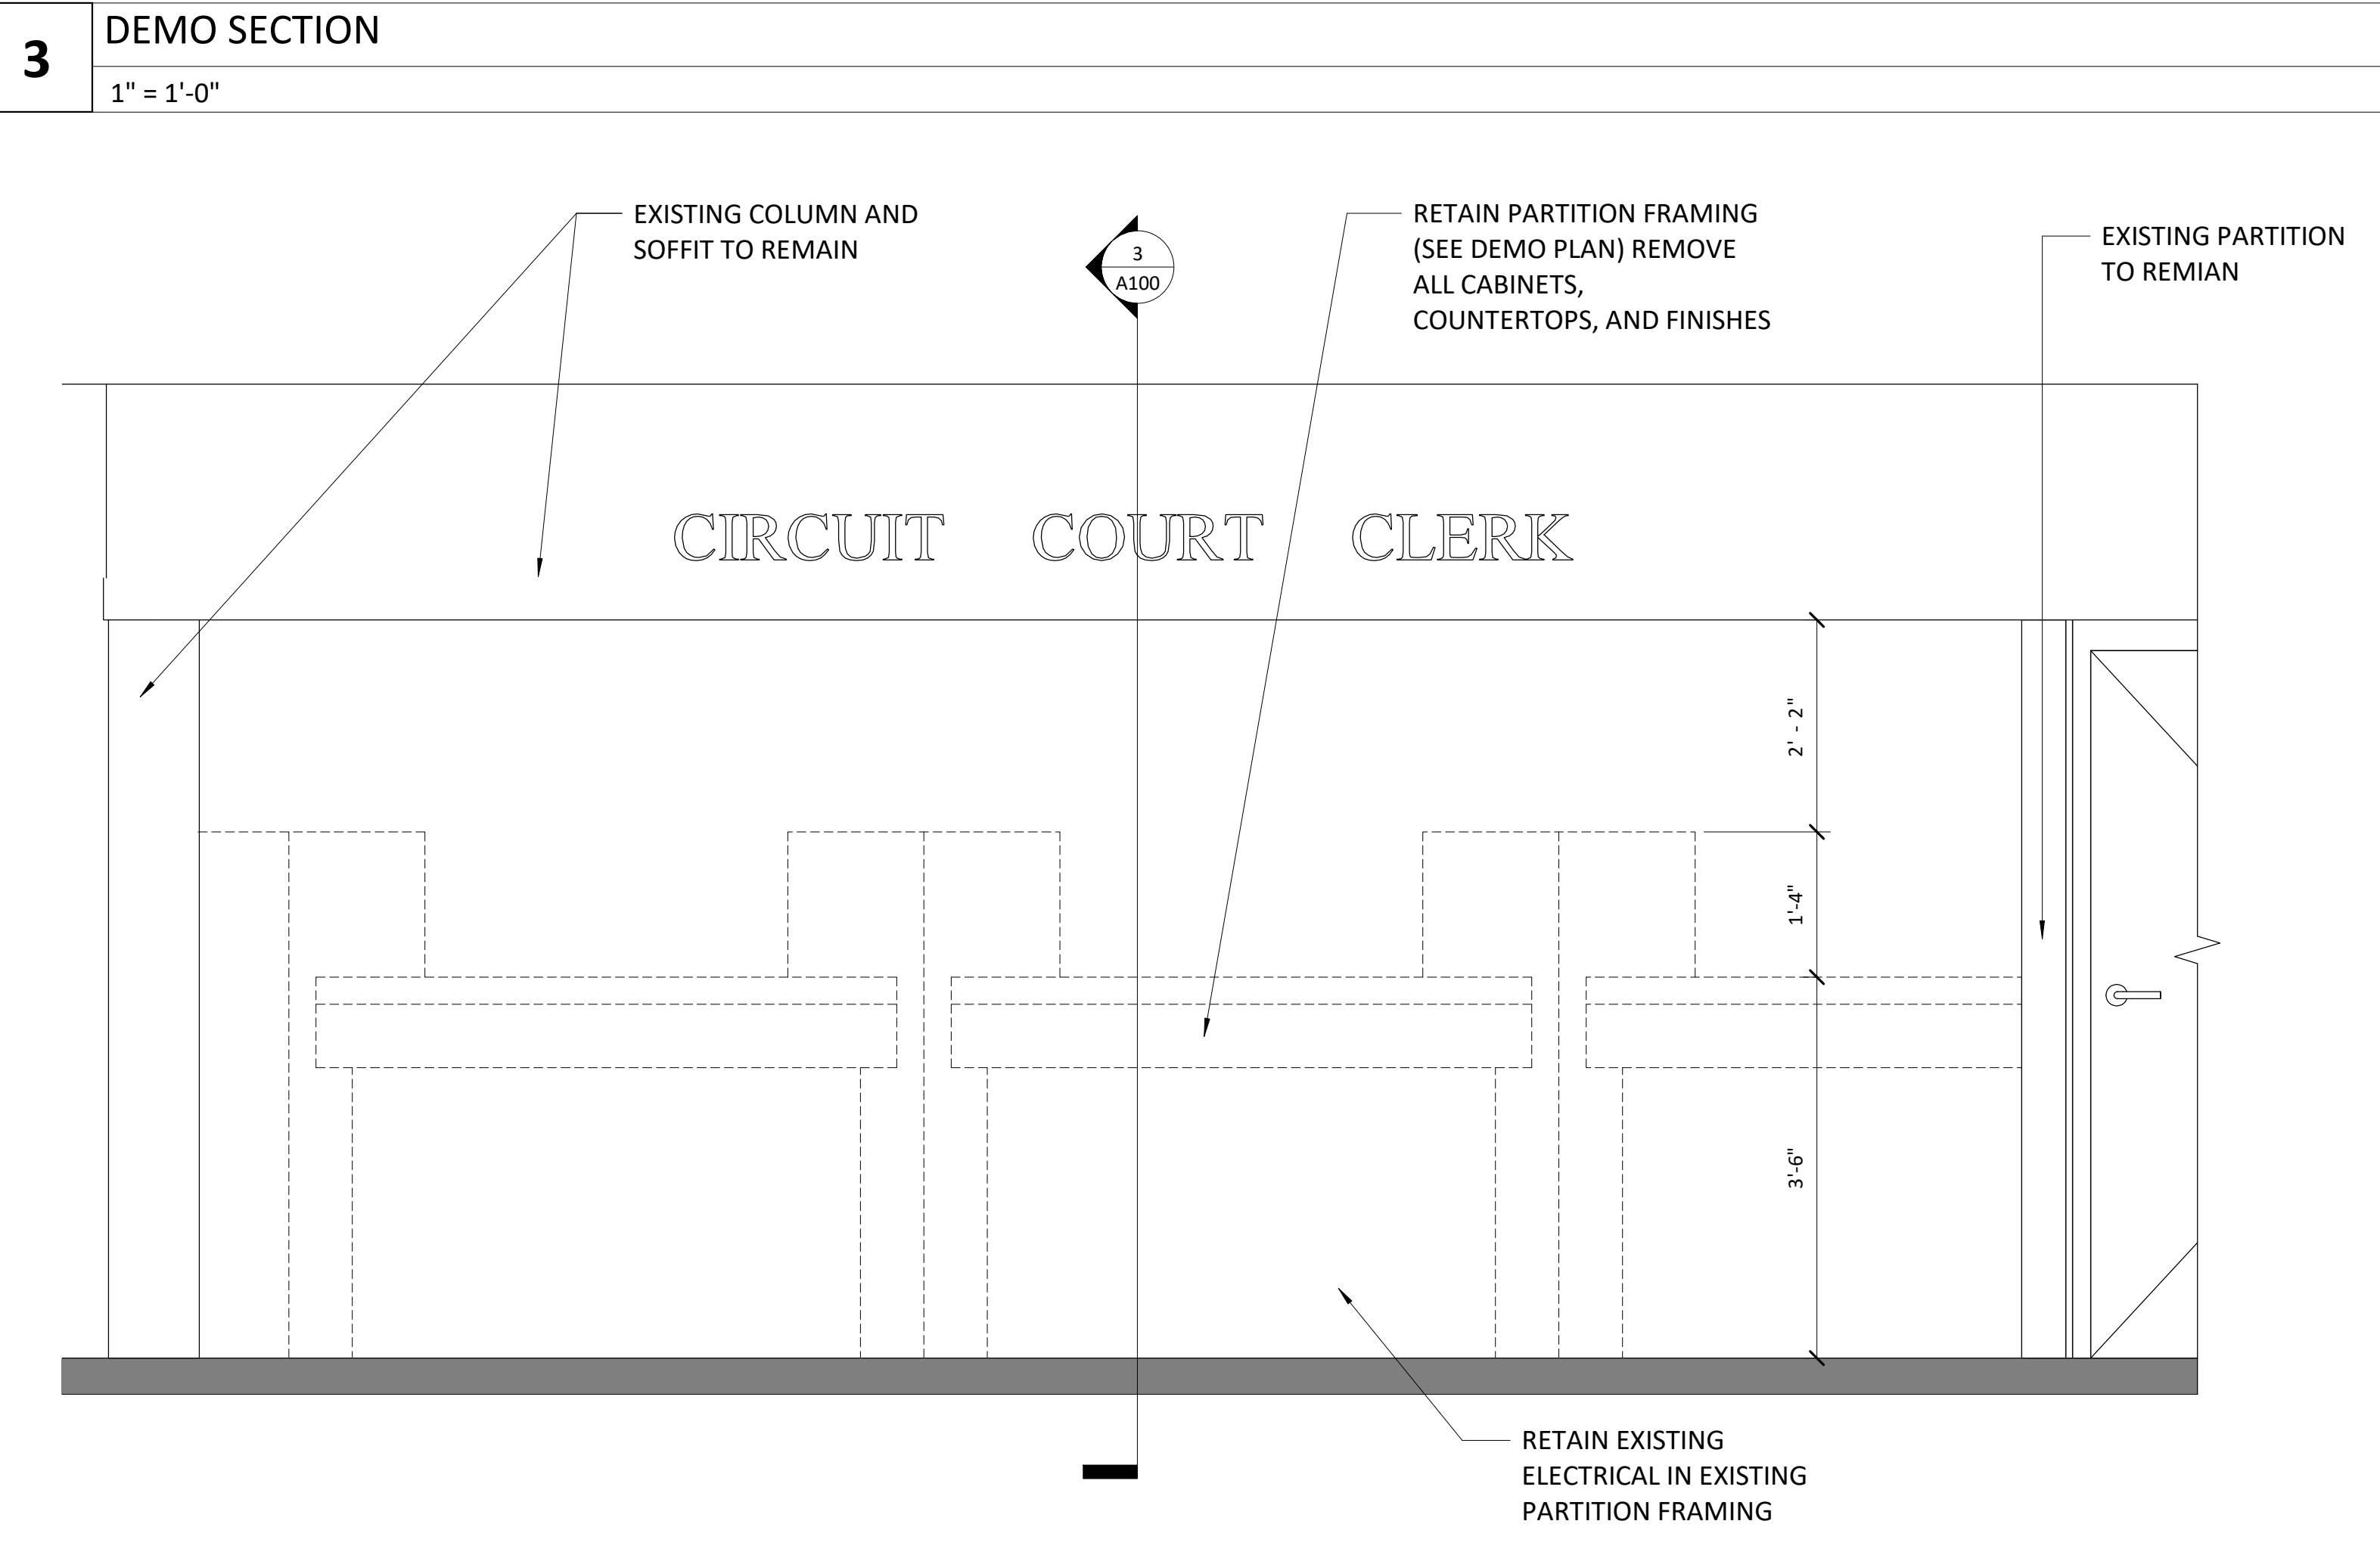 3
DEMO SECTION
1" = 1'-0"
EXISTING COLUMN AND
SOFFIT TO REMAIN
3
A100
RETAIN PARTITION FRAMING
(SEE DEMO PLAN) REMOVE
ALL CABINETS,
COUNTERTOPS, AND FINISHES
EXISTING PARTITION
TO REMIAN
CIRCUIT COURT CLERK
2' - 2"
1'-4"
3'-6"
RETAIN EXISTING
ELECTRICAL IN EXISTING
PARTITION FRAMING